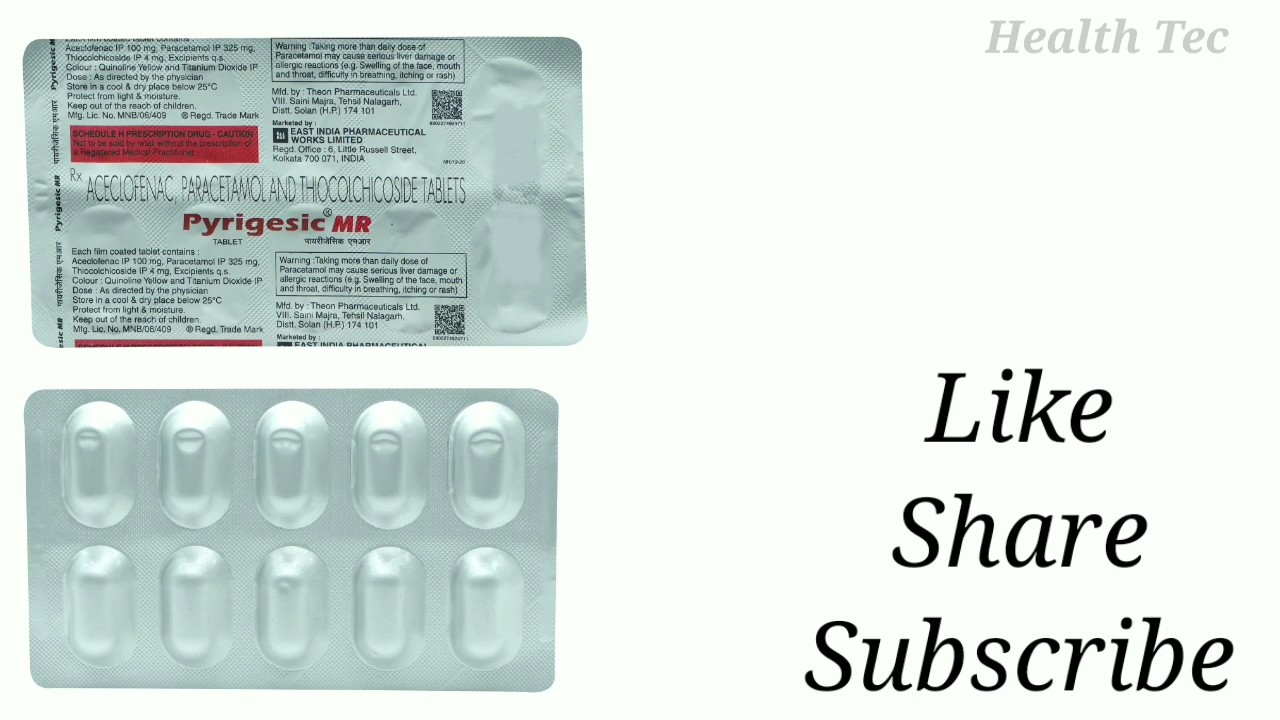 Health Tec
Each film coated tablet contains :
Aceclofenac IP 100 mg, Paracetamol IP 325 mg,
Thiocolchicoside IP 4 mg, Excipients q.s.
Colour : Quinoline Yellow and Titanium Dioxide IP
Dose : As directed by the physician
Store in a cool & dry place below 25°C
Protect from light & moisture.
Keep out of the reach of children.
Mfg. Lic. No. MNB/06/409 ® Regd. Trade Mark
SCHEDULE H PRESCRIPTION DRUG - CAUTION
Not to be sold by retail without the prescription of
a Registered Medical Practitioner
Warning :Taking more than daily dose of
Paracetamol may cause serious liver damage or
allergic reactions (e.g. Swelling of the face, mouth
and throat, difficulty in breathing, itching or rash)
Mfd. by : Theon Pharmaceuticals Ltd.
Vill. Saini Majra, Tehsil Nalagarh,
Distt. Solan (H.P.) 174 101
Marketed by :
EAST INDIA PHARMACEUTICAL
WORKS LIMITED
Regd. Office : 6, Little Russell Street,
Kolkata 700 071, INDIA
Rx ACECLOFENAC, PARACETAMOL AND THIOCOLCHICOSIDE TABLETS
Pyrigesic® MR
TABLET पायरीजेसिक एमआर
Each film coated tablet contains :
Aceclofenac IP 100 mg, Paracetamol IP 325 mg,
Thiocolchicoside IP 4 mg, Excipients q.s.
Colour : Quinoline Yellow and Titanium Dioxide IP
Dose : As directed by the physician
Store in a cool & dry place below 25°C
Protect from light & moisture.
Keep out of the reach of children.
Mfg. Lic. No. MNB/06/409 ® Regd. Trade Mark
Warning :Taking more than daily dose of
Paracetamol may cause serious liver damage or
allergic reactions (e.g. Swelling of the face, mouth
and throat, difficulty in breathing, itching or rash)
Mfd. by : Theon Pharmaceuticals Ltd.
Vill. Saini Majra, Tehsil Nalagarh,
Distt. Solan (H.P.) 174 101
Marketed by :
EAST INDIA PHARMACEUTICAL
Pyrigesic MR पायरीजेसिक एमआर
Like
Share
Subscribe